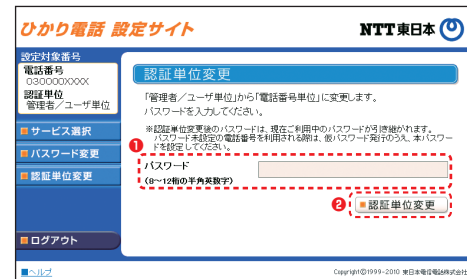 ひかり電話 設定サイト
NTT東日本
設定対象番号
電話番号
030000XXXX
認証単位
管理者／ユーザ単位
サービス選択
パスワード変更
認証単位変更
ログアウト
ヘルプ
認証単位変更
「管理者／ユーザ単位」から「電話番号単位」に変更します。
パスワードを入力してください。
※認証単位変更後のパスワードは、現在ご利用中のパスワードが引き継がれます。
パスワード未設定の電話番号を利用される際は、仮パスワード発行のうえ、本パスワー
ドを設定してください。
1
パスワード
(8〜12桁の半角英数字)
2
認証単位変更
Copyright©1999-2010 東日本電信電話株式会社